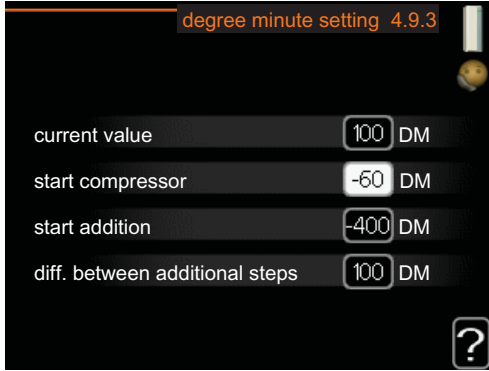 degree minute setting 4.9.3
current value 100 DM
start compressor -60 DM
start addition -400 DM
diff. between additional steps 100 DM
?